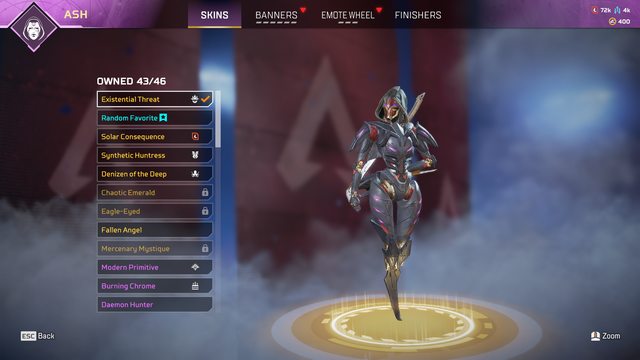 ASH
SKINS
BANNERS
EMOTE WHEEL
FINISHERS
72k 4k
400
OWNED 43/46
Existential Threat
Random Favorite
Solar Consequence
Synthetic Huntress
Denizen of the Deep
Chaotic Emerald
Eagle-Eyed
Fallen Angel
Mercenary Mystique
Modern Primitive
Burning Chrome
Daemon Hunter
ESC Back
Zoom